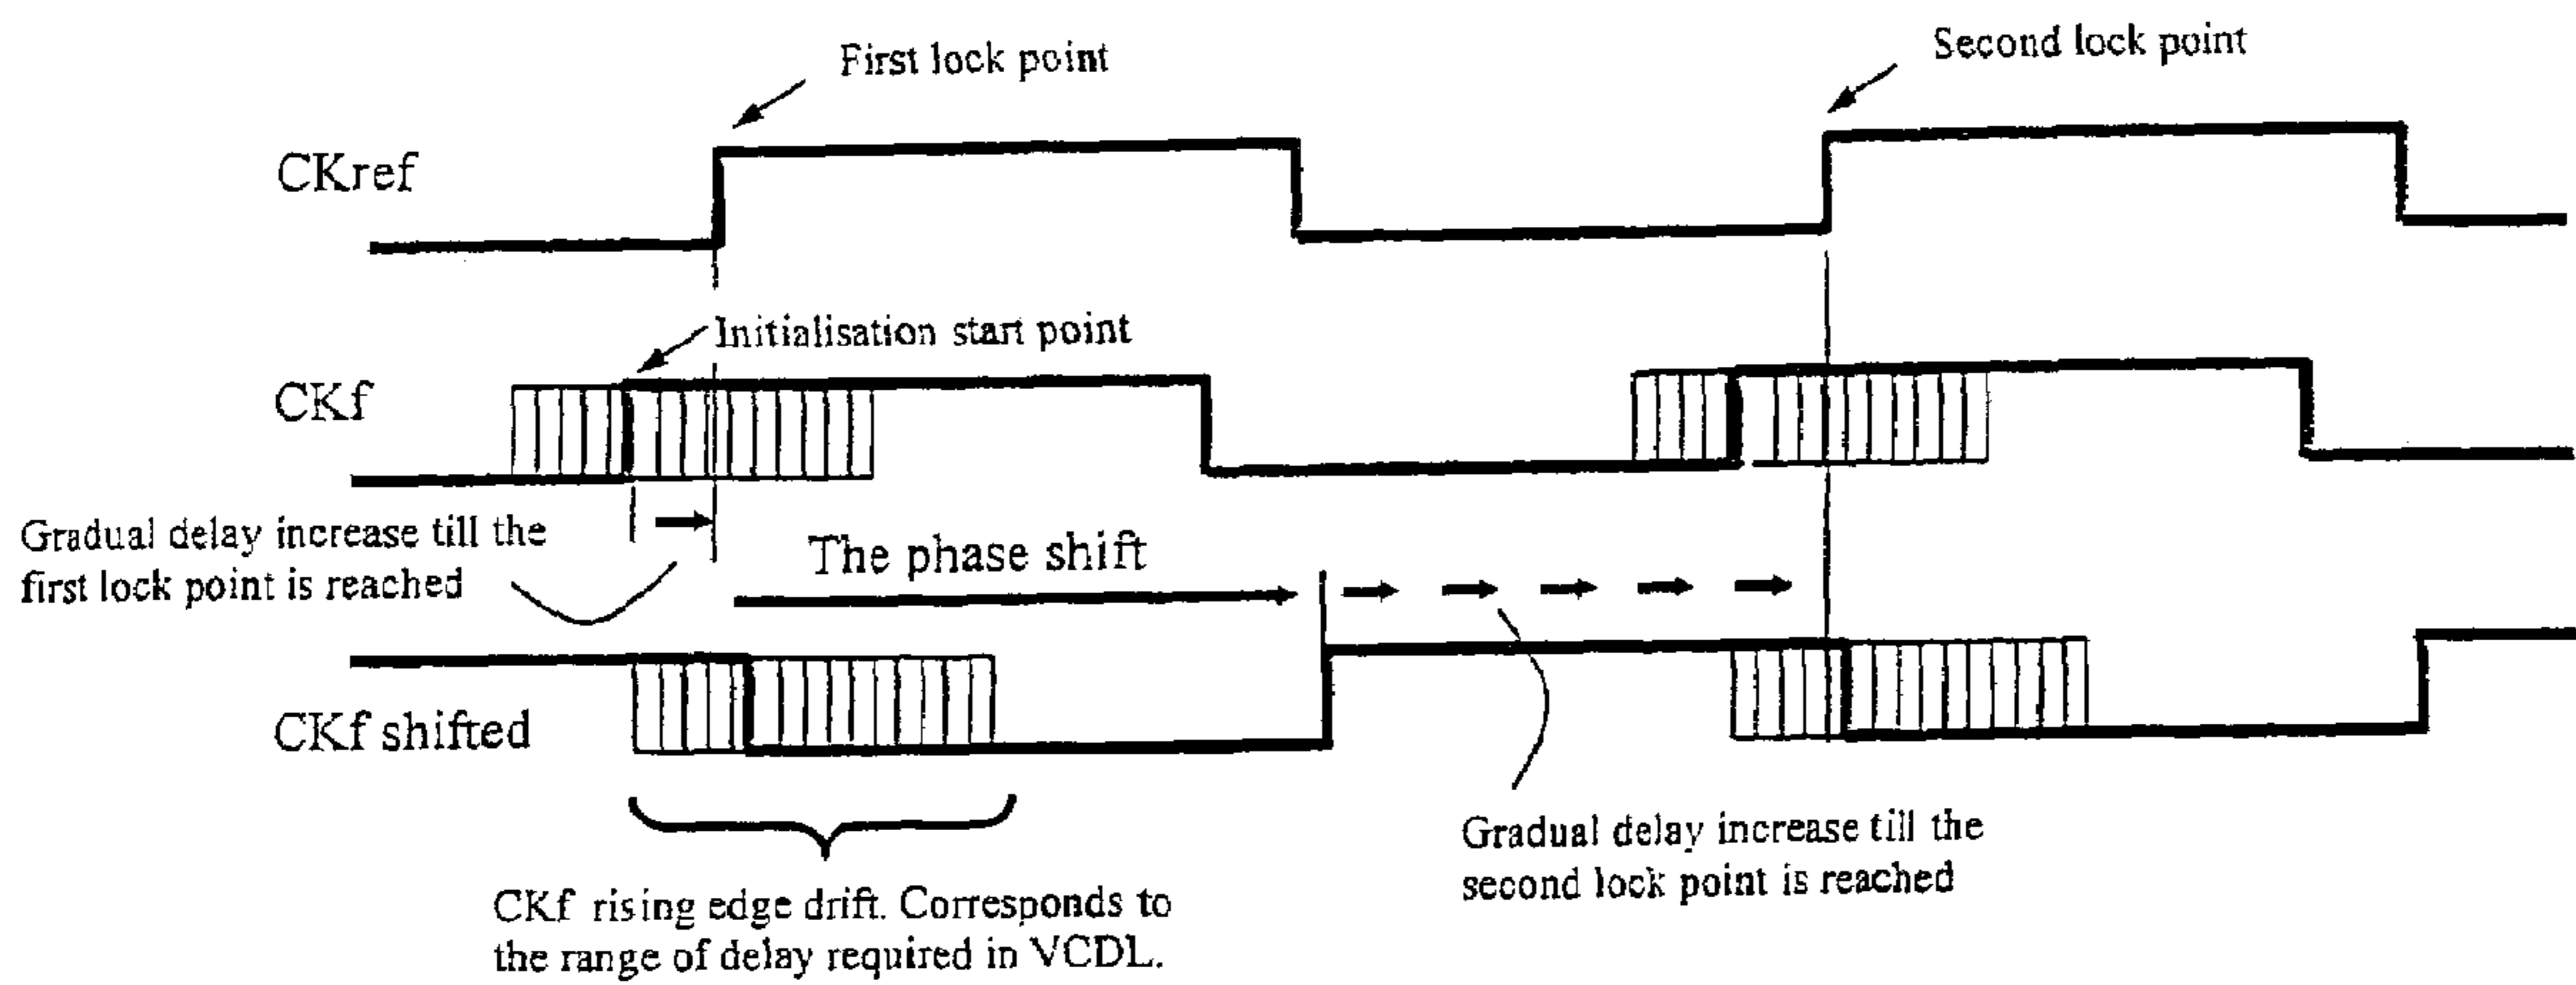 First lock point
Second lock point
CKref
Initialisation start point
CKf
Gradual delay increase till the
first lock point is reached
The phase shift
CKf shifted
Gradual delay increase till the
second lock point is reached
CKf rising edge drift. Corresponds to
the range of delay required in VCDL.